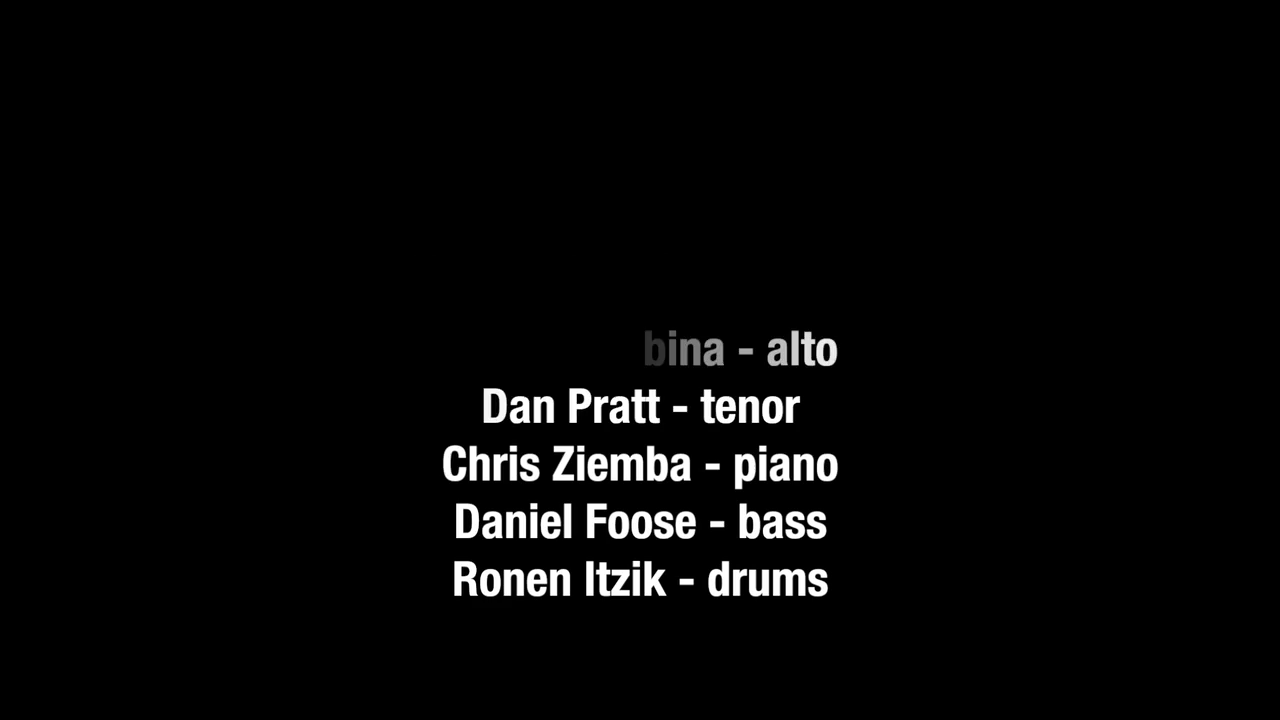 bina - alto
Dan Pratt - tenor
Chris Ziemba - piano
Daniel Foose - bass
Ronen Itzik - drums